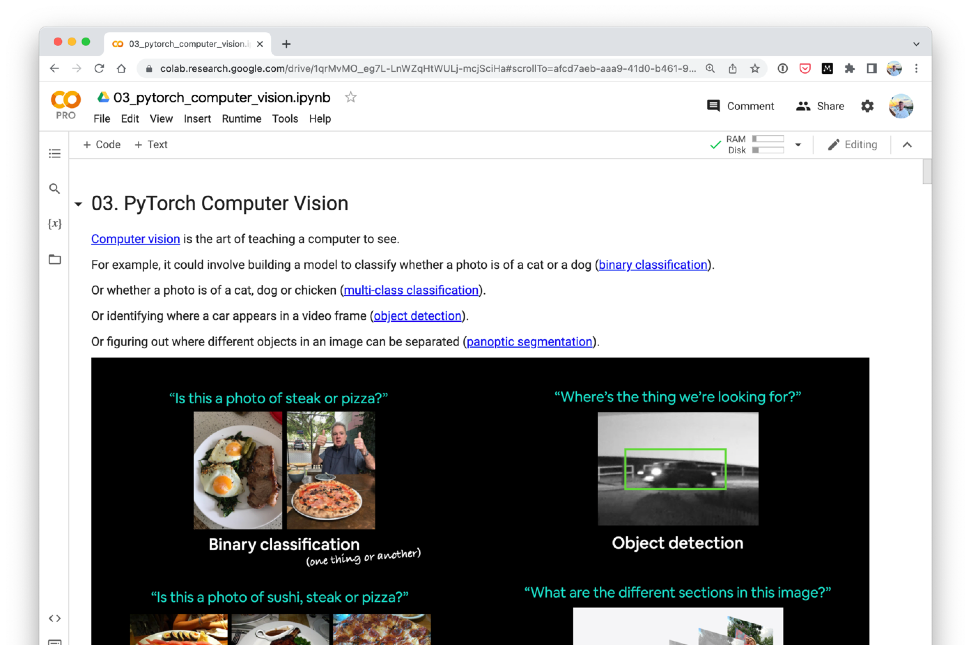 03_pytorch_computer_vision.i
colab.research.google.com/drive/1qrMvMO_eg7L-LnWZqHtWULj-mcjSciHa#scrollTo=afcd7aeb-aaa9-41d0-b461-9...
CO
PRO
03_pytorch_computer_vision.ipynb
File Edit View Insert Runtime Tools Help
Comment
Share
+ Code + Text
RAM
Disk
Editing
{x}
03. PyTorch Computer Vision
Computer vision is the art of teaching a computer to see.
For example, it could involve building a model to classify whether a photo is of a cat or a dog (binary classification).
Or whether a photo is of a cat, dog or chicken (multi-class classification).
Or identifying where a car appears in a video frame (object detection).
Or figuring out where different objects in an image can be separated (panoptic segmentation).
“Is this a photo of steak or pizza?”
Binary classification
(one thing or another)
“Where’s the thing we’re looking for?”
Object detection
“Is this a photo of sushi, steak or pizza?”
“What are the different sections in this image?”